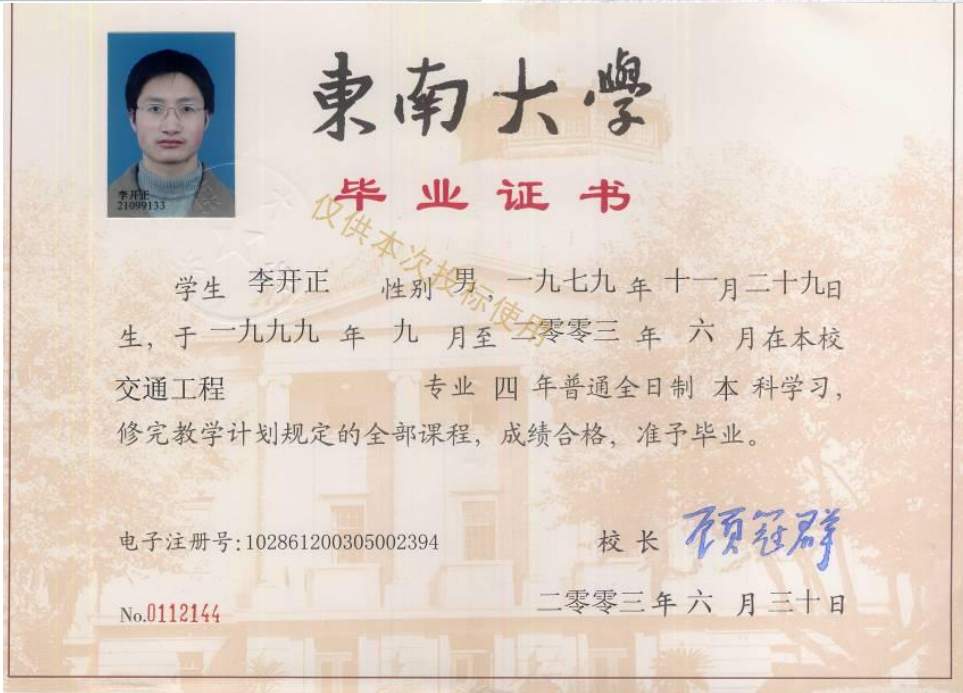 東南大學
毕业证书
李开正
21099133
仅供本次投标使用
学生 李开正 性别 男，一九七九 年 十一月二十九日
生，于 一九九九 年 九 月至 二零零三 年 六 月在本校
交通工程 专业 四 年普通全日制 本 科学习，
修完教学计划规定的全部课程，成绩合格，准予毕业。
电子注册号:102861200305002394
校长 顾冠群
No.0112144
二零零三年 六 月三十日